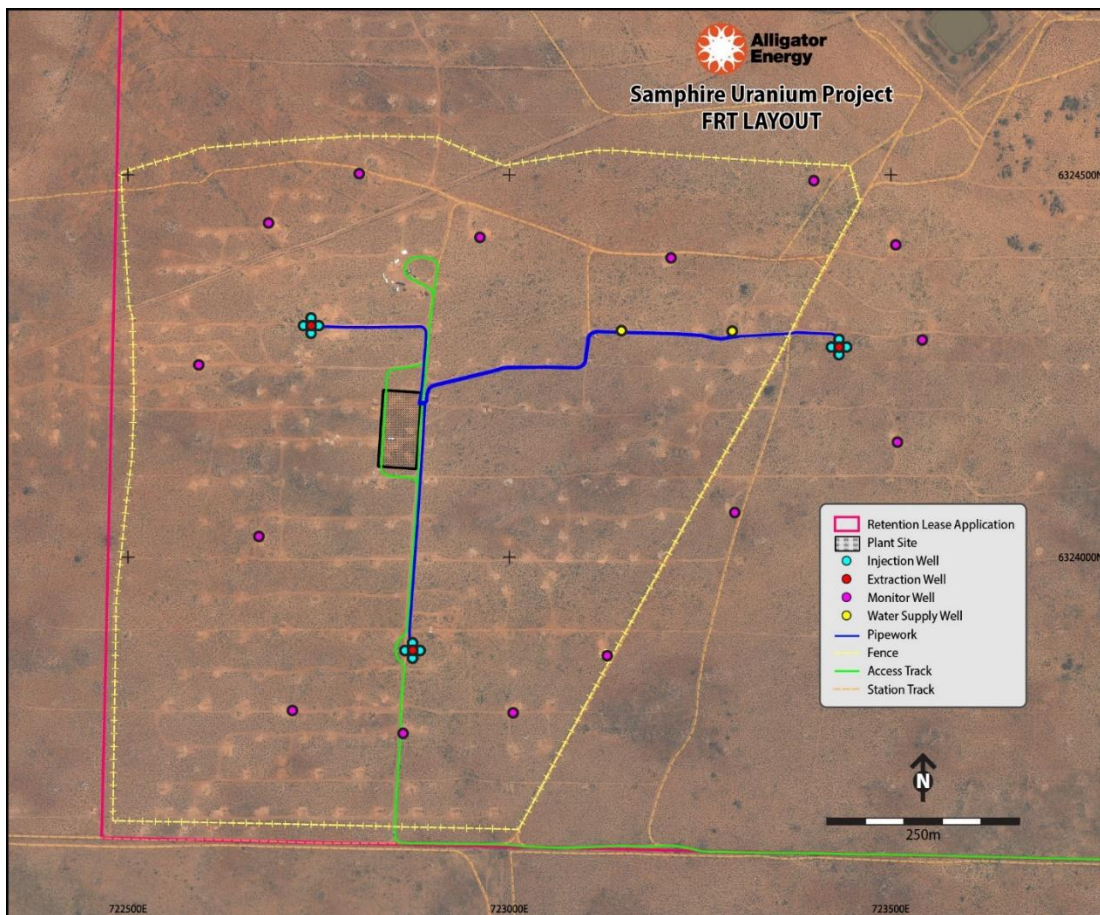 Alligator
Energy
Samphire Uranium Project
FRT LAYOUT
6324500N
6324000N
Retention Lease Application
Plant Site
Injection Well
Extraction Well
Monitor Well
Water Supply Well
Pipework
Fence
Access Track
Station Track
N
250m
722500E
723000E
723500E